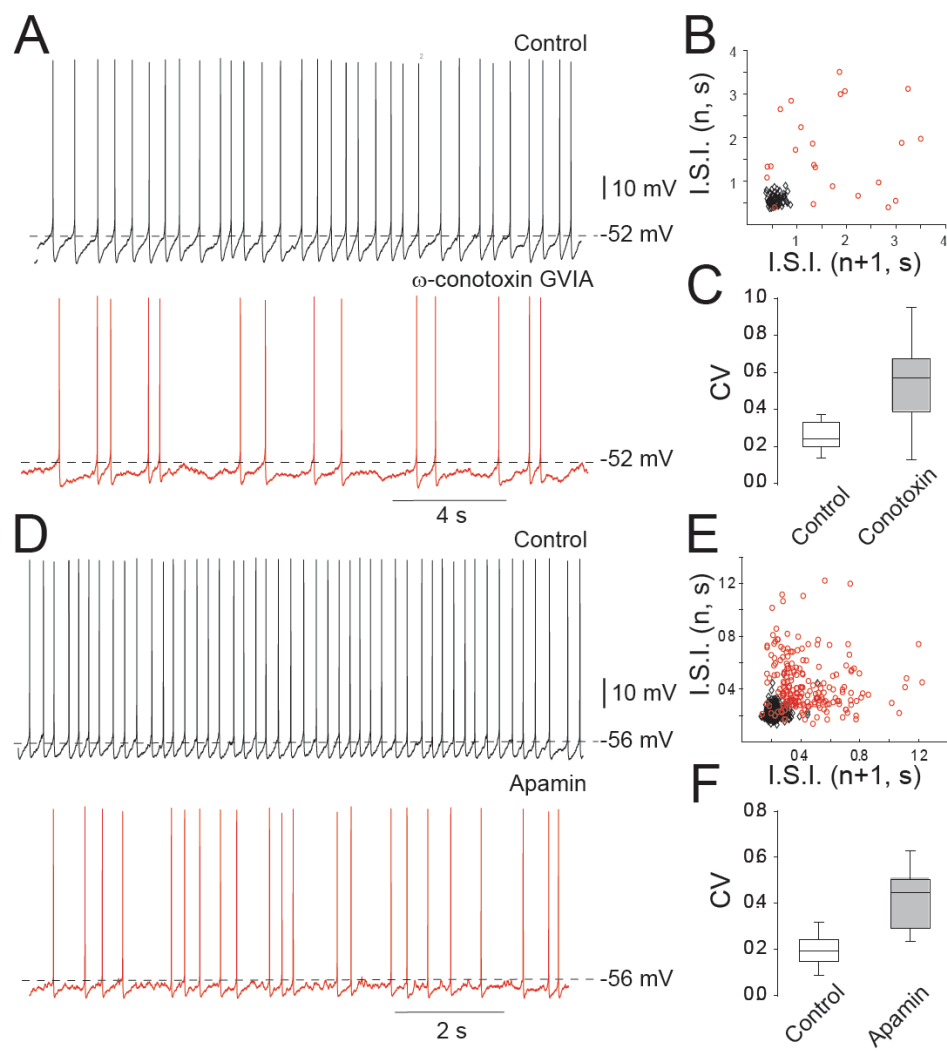 A
Control
2
10 mV
-52 mV
ω-conotoxin GVIA
-52 mV
4 s
B
I.S.I. (n, s)
4
3
2
1
1
2
3
4
I.S.I. (n+1, s)
C
CV
1.0
0.8
0.6
0.4
0.2
0.0
Control
Conotoxin
D
Control
10 mV
-56 mV
Apamin
-56 mV
2 s
E
I.S.I. (n, s)
1.2
0.8
0.4
0.4
0.8
1.2
I.S.I. (n+1, s)
F
CV
0.8
0.6
0.4
0.2
0.0
Control
Apamin